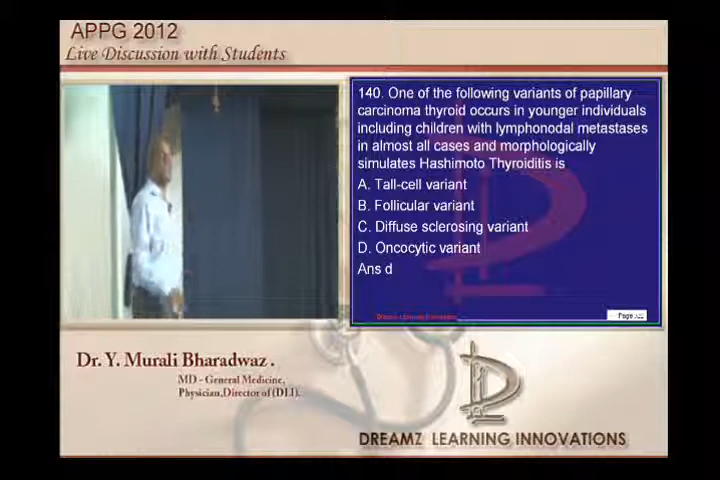 APPG 2012
Live Discussion with Students
140. One of the following variants of papillary
carcinoma thyroid occurs in younger individuals
including children with lymphonodal metastases
in almost all cases and morphologically
simulates Hashimoto Thyroiditis is
A. Tall-cell variant
B. Follicular variant
C. Diffuse sclerosing variant
D. Oncocytic variant
Ans d
Dreamz Learning Innovations
Dr. Y. Murali Bharadwaz .
MD - General Medicine,
Physician,Director of (DLI).
DREAMZ LEARNING INNOVATIONS